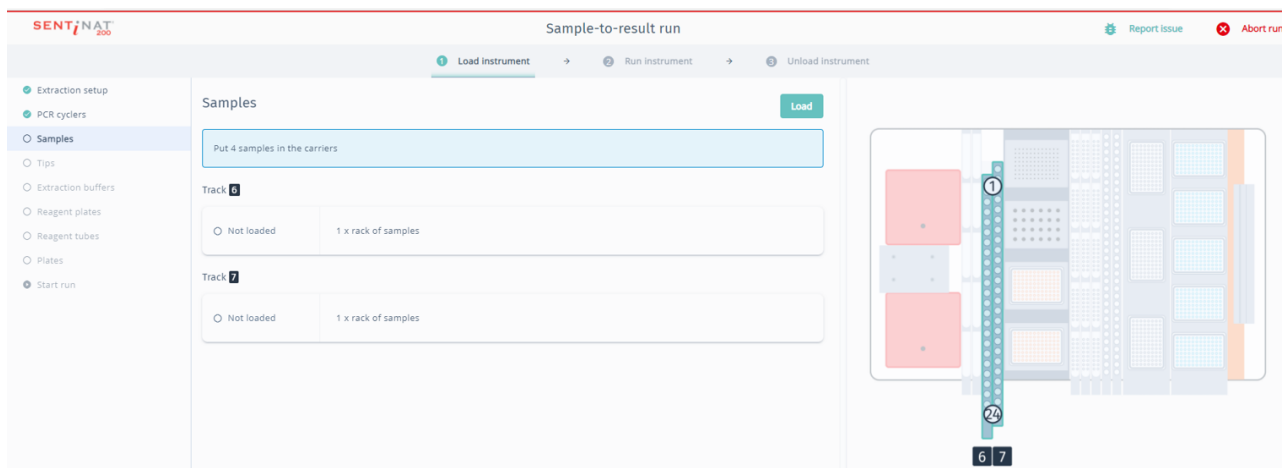 SENTiNAT 200
Sample-to-result run
Report issue
Abort run
1 Load instrument → 2 Run instrument → 3 Unload instrument
Extraction setup
PCR cyclers
Samples
Tips
Extraction buffers
Reagent plates
Reagent tubes
Plates
Start run
Samples
Load
Put 4 samples in the carriers
Track 6
Not loaded 1 x rack of samples
Track 7
Not loaded 1 x rack of samples
1
24
6 7